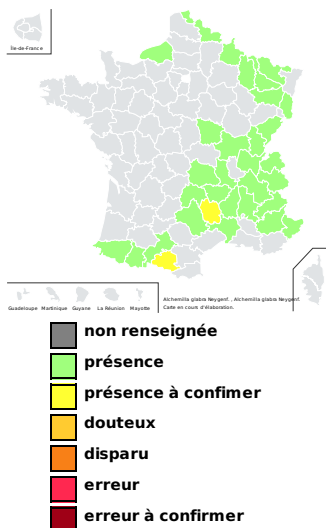 Île-de-France
Guadeloupe Martinique Guyane La Réunion Mayotte
Alchemilla glabra Neygenf. , Alchemilla glabra Neygenf.
Carte en cours d'élaboration.
non renseignée
présence
présence à confimer
douteux
disparu
erreur
erreur à confirmer